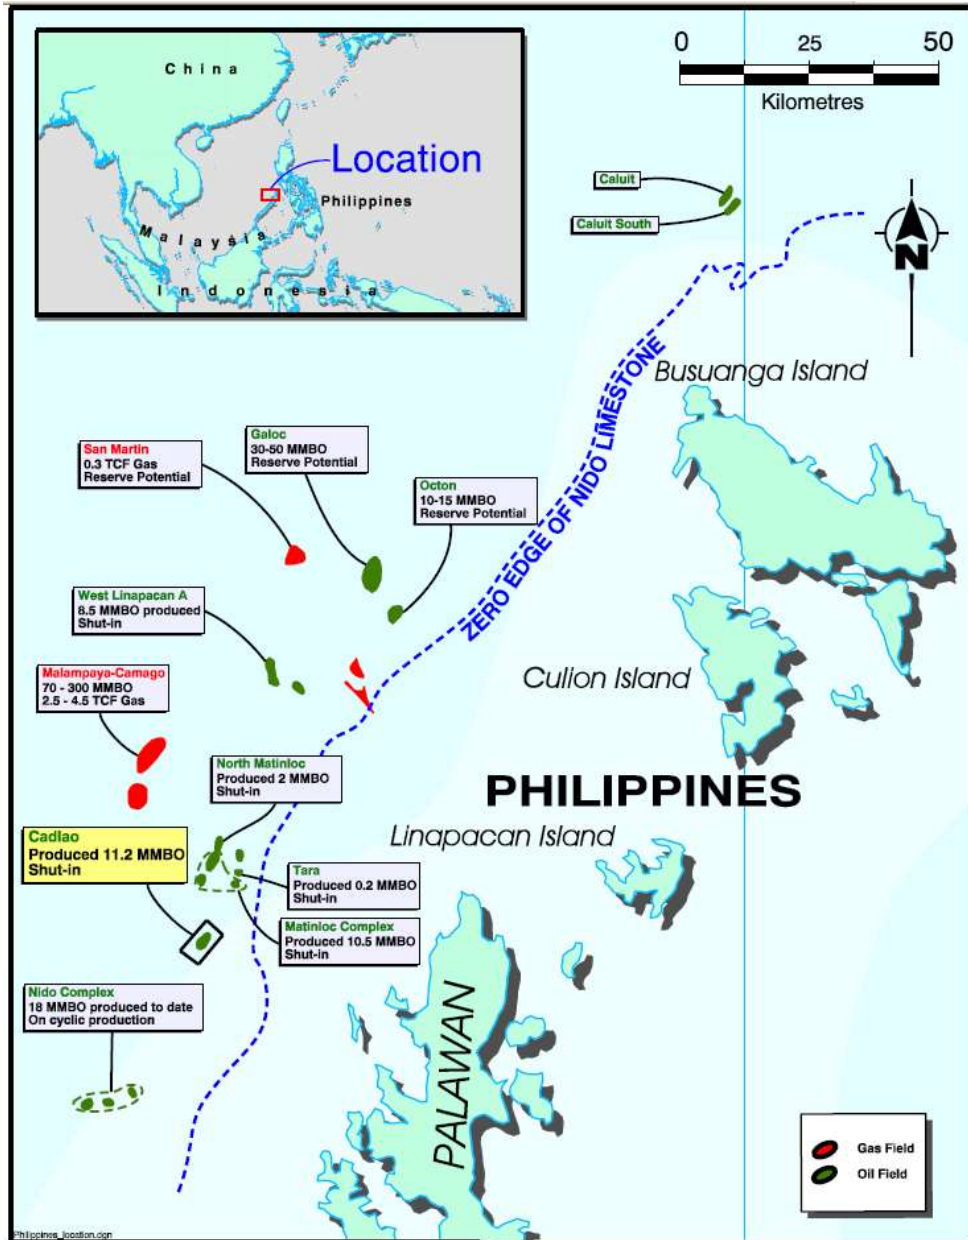 China
Location
Philippines
Malaysia
Indonesia
0 25 50
Kilometres
Caluit
Caluit South
N
ZERO EDGE OF NIDO LIMESTONE
Busuanga Island
San Martin
0.3 TCF Gas
Reserve Potential
Galoc
30-50 MMBO
Reserve Potential
Octon
10-15 MMBO
Reserve Potential
West Linapacan A
8.5 MMBO produced
Shut-in
Malampaya-Camago
70 - 300 MMBO
2.5 - 4.5 TCF Gas
Culion Island
North Matinloc
Produced 2 MMBO
Shut-in
PHILIPPINES
Linapacan Island
Cadlao
Produced 11.2 MMBO
Shut-in
Tara
Produced 0.2 MMBO
Shut-in
Matinloc Complex
Produced 10.5 MMBO
Shut-in
Nido Complex
18 MMBO produced to date
On cyclic production
PALAWAN
Gas Field
Oil Field
Philippines_location.dgn